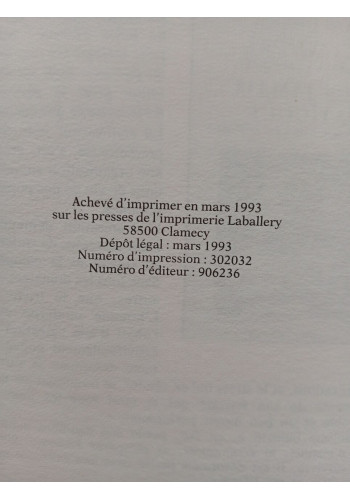 Achevé d'imprimer en mars 1993
sur les presses de l'imprimerie Laballery
58500 Clamecy
Dépôt légal : mars 1993
Numéro d'impression : 302032
Numéro d'éditeur : 906236